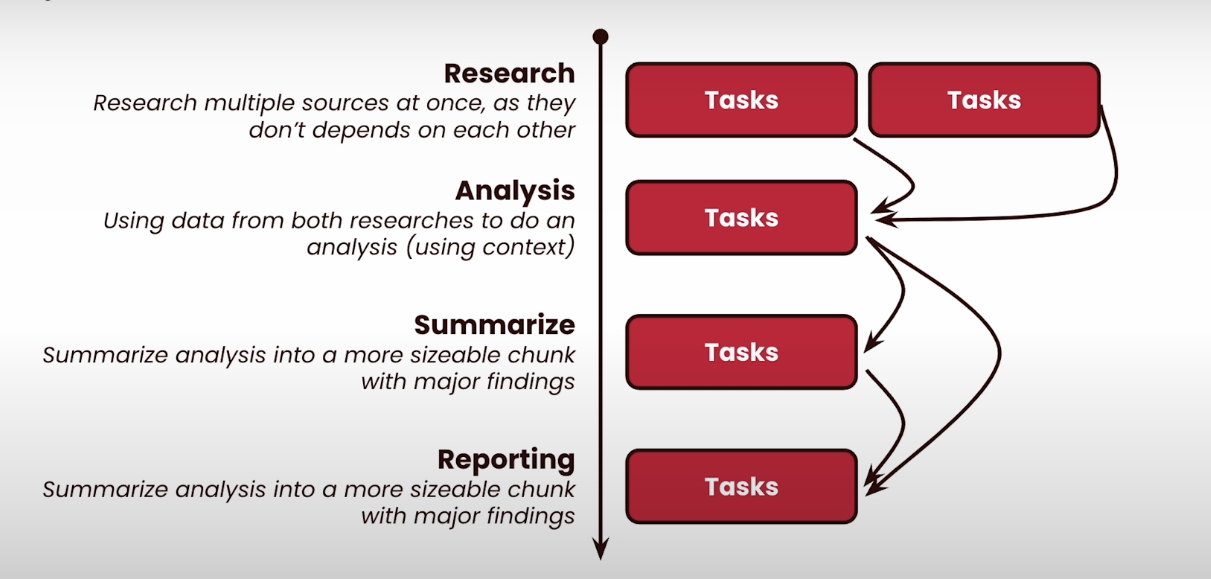 Research
Research multiple sources at once, as they
don't depends on each other
Tasks
Tasks
Analysis
Using data from both researches to do an
analysis (using context)
Tasks
Summarize
Summarize analysis into a more sizeable chunk
with major findings
Tasks
Reporting
Summarize analysis into a more sizeable chunk
with major findings
Tasks